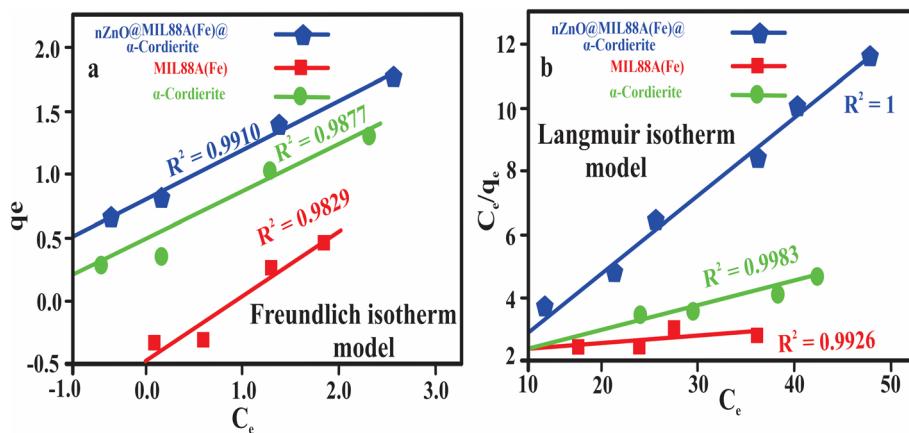 nZnO@MIL88A(Fe)@
α-Cordierite
MIL88A(Fe)
α-Cordierite
a
R² = 0.9910
R² = 0.9877
R² = 0.9829
Freundlich isotherm
model
qe
2.0
1.5
1.0
0.5
0.0
-0.5
-1.0
0.0
1.0
2.0
3.0
Cₑ
nZnO@MIL88A(Fe)@
α-Cordierite
MIL88A(Fe)
α-Cordierite
b
R² = 1
Langmuir isotherm
model
R² = 0.9983
R² = 0.9926
Cₑ/qₑ
12
10
8
6
4
2
10
20
30
40
50
Cₑ